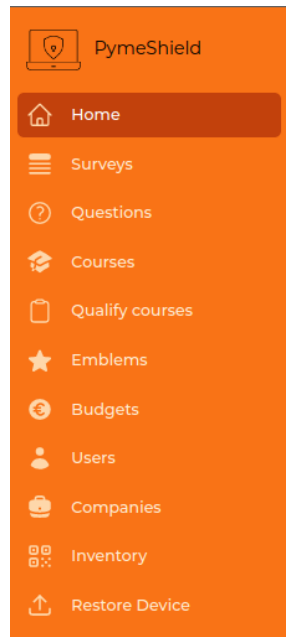 PymeShield
Home
Surveys
Questions
Courses
Qualify courses
Emblems
Budgets
Users
Companies
Inventory
Restore Device